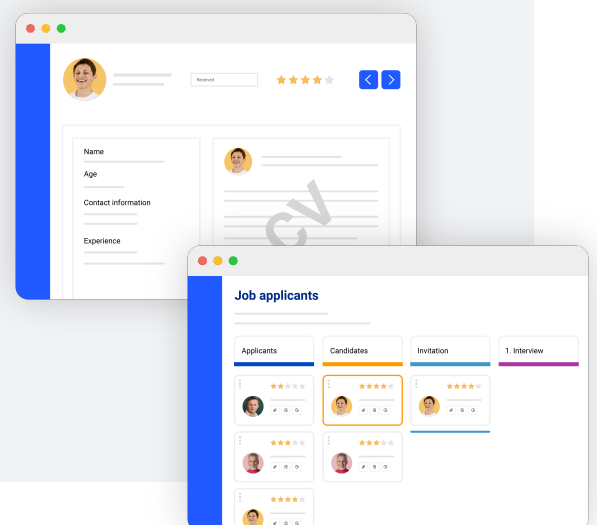 Received
Name
Age
Contact information
Experience
CV
Job applicants
Applicants
Candidates
Invitation
1. Interview